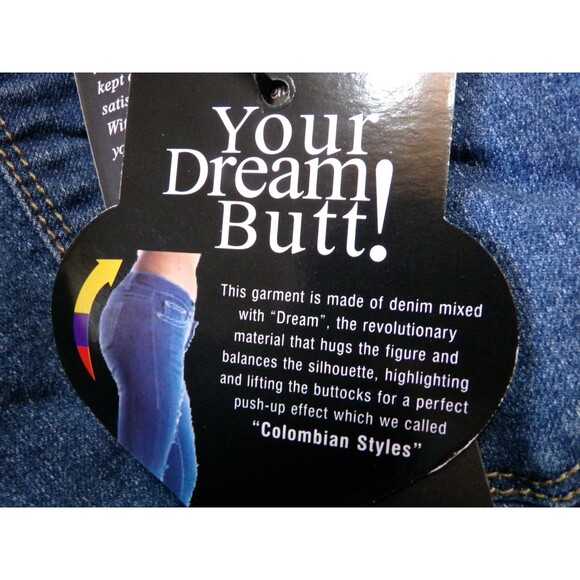 kept
satis
With
yo
Your
Dream
Butt!
This garment is made of denim mixed
with "Dream", the revolutionary
material that hugs the figure and
balances the silhouette, highlighting
and lifting the buttocks for a perfect
push-up effect which we called
"Colombian Styles"